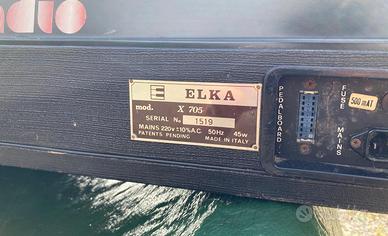 dio
ELKA
mod. X 705
SERIAL No 1519
MAINS 220v ±10% A.C. 50Hz 45w
PATENTS PENDING MADE IN ITALY
PEDALBOARD
FUSE
500 mAT
MAINS